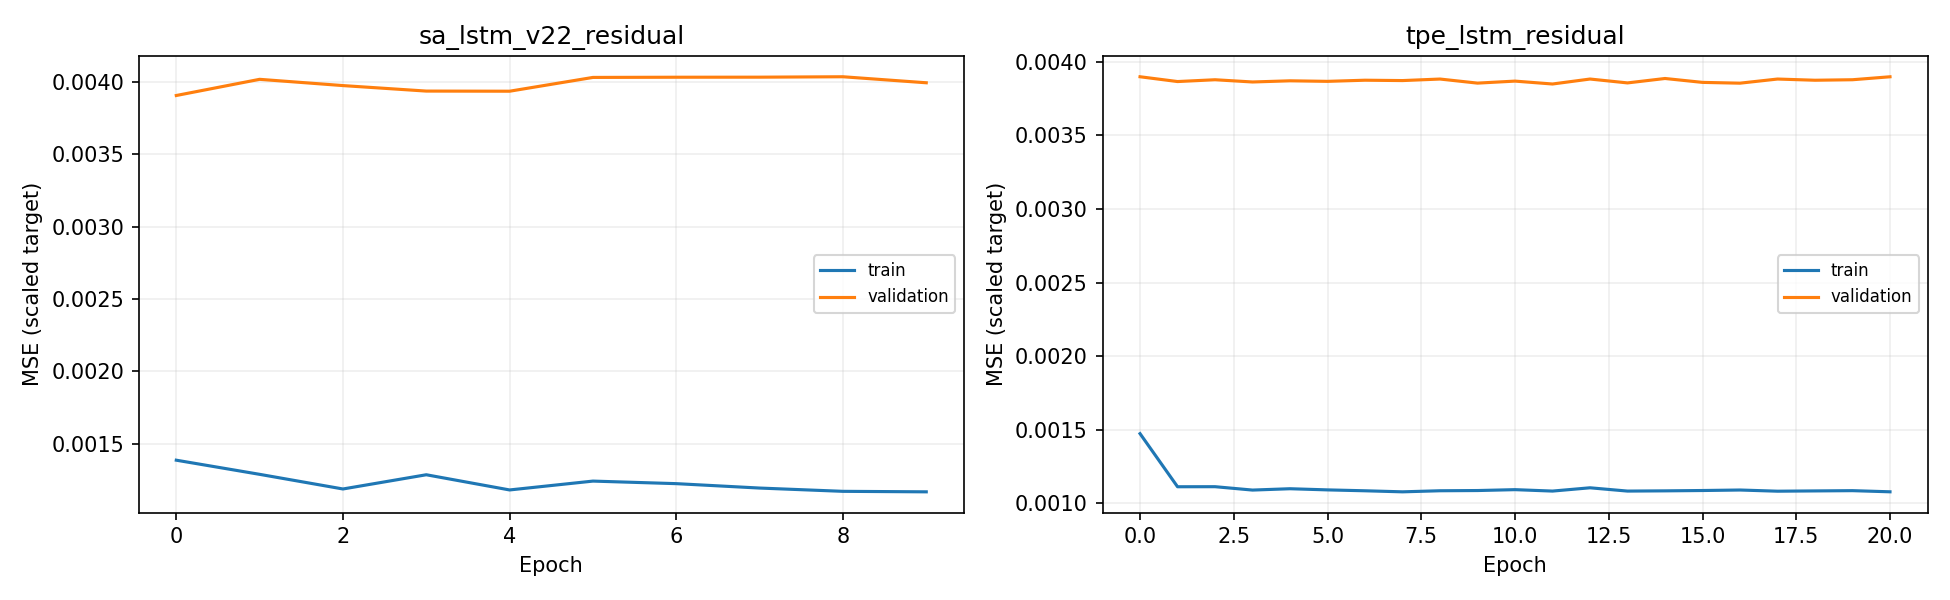 sa_lstm_v22_residual
MSE (scaled target)
0.0040
0.0035
0.0030
0.0025
0.0020
0.0015
train
validation
0 2 4 6 8
Epoch
tpe_lstm_residual
MSE (scaled target)
0.0040
0.0035
0.0030
0.0025
0.0020
0.0015
0.0010
train
validation
0.0 2.5 5.0 7.5 10.0 12.5 15.0 17.5 20.0
Epoch